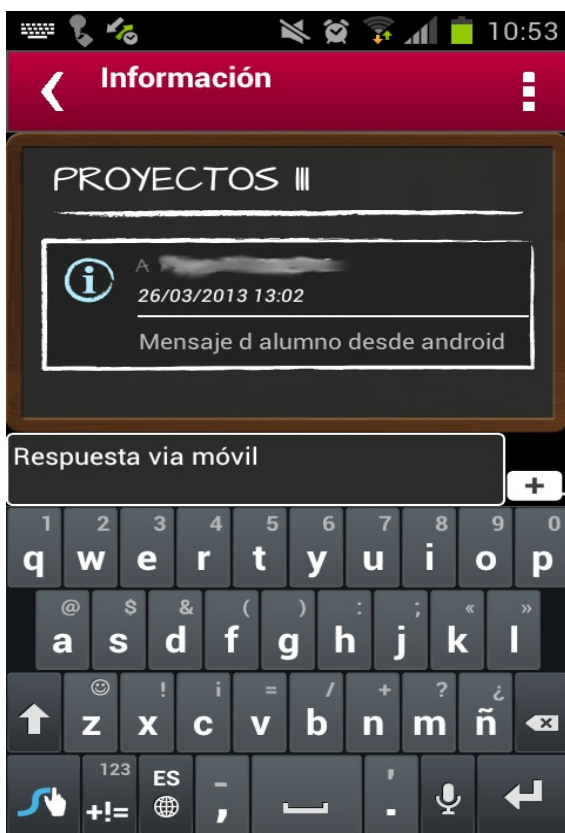 10:53
Información
PROYECTOS III
A
26/03/2013 13:02
Mensaje d alumno desde android
Respuesta via móvil
+
1 2 3 4 5 6 7 8 9 0
q w e r t y u i o p
@ $ & ( ) : ; « »
a s d f g h j k l
! ¡ = / + ? ¿
z x c v b n m ñ
123 ES _ '
+!= , .